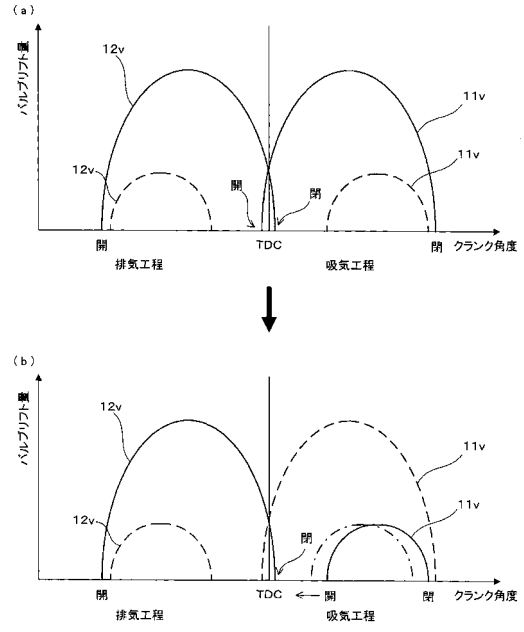 (a)
バルブリフト量
12v
11v
12v
11v
開
閉
開
TDC
閉
クランク角度
排気工程
吸気工程
(b)
バルブリフト量
12v
11v
12v
11v
閉
開
TDC
開
閉
クランク角度
排気工程
吸気工程